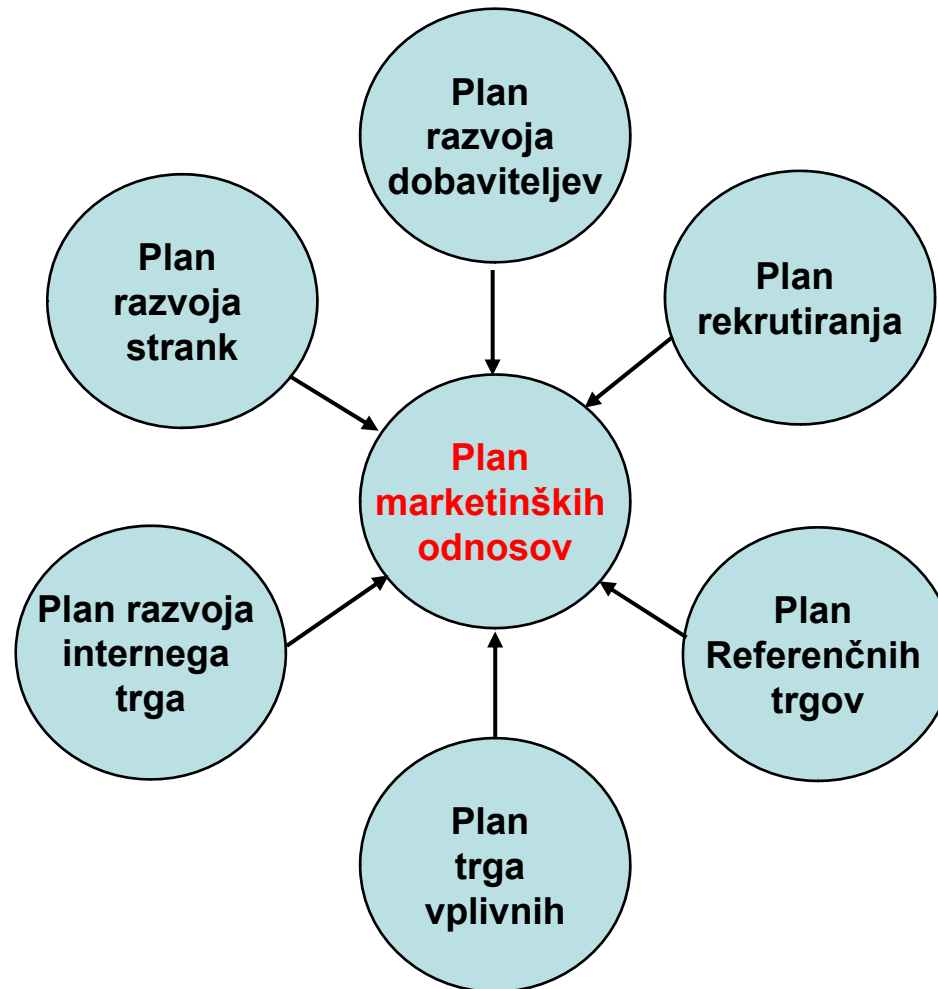 Plan
razvoja
dobaviteljev
Plan
razvoja
strank
Plan
rekrutiranja
Plan
marketinških
odnosov
Plan razvoja
internega
trga
Plan
Referenčnih
trgov
Plan
trga
vplivnih